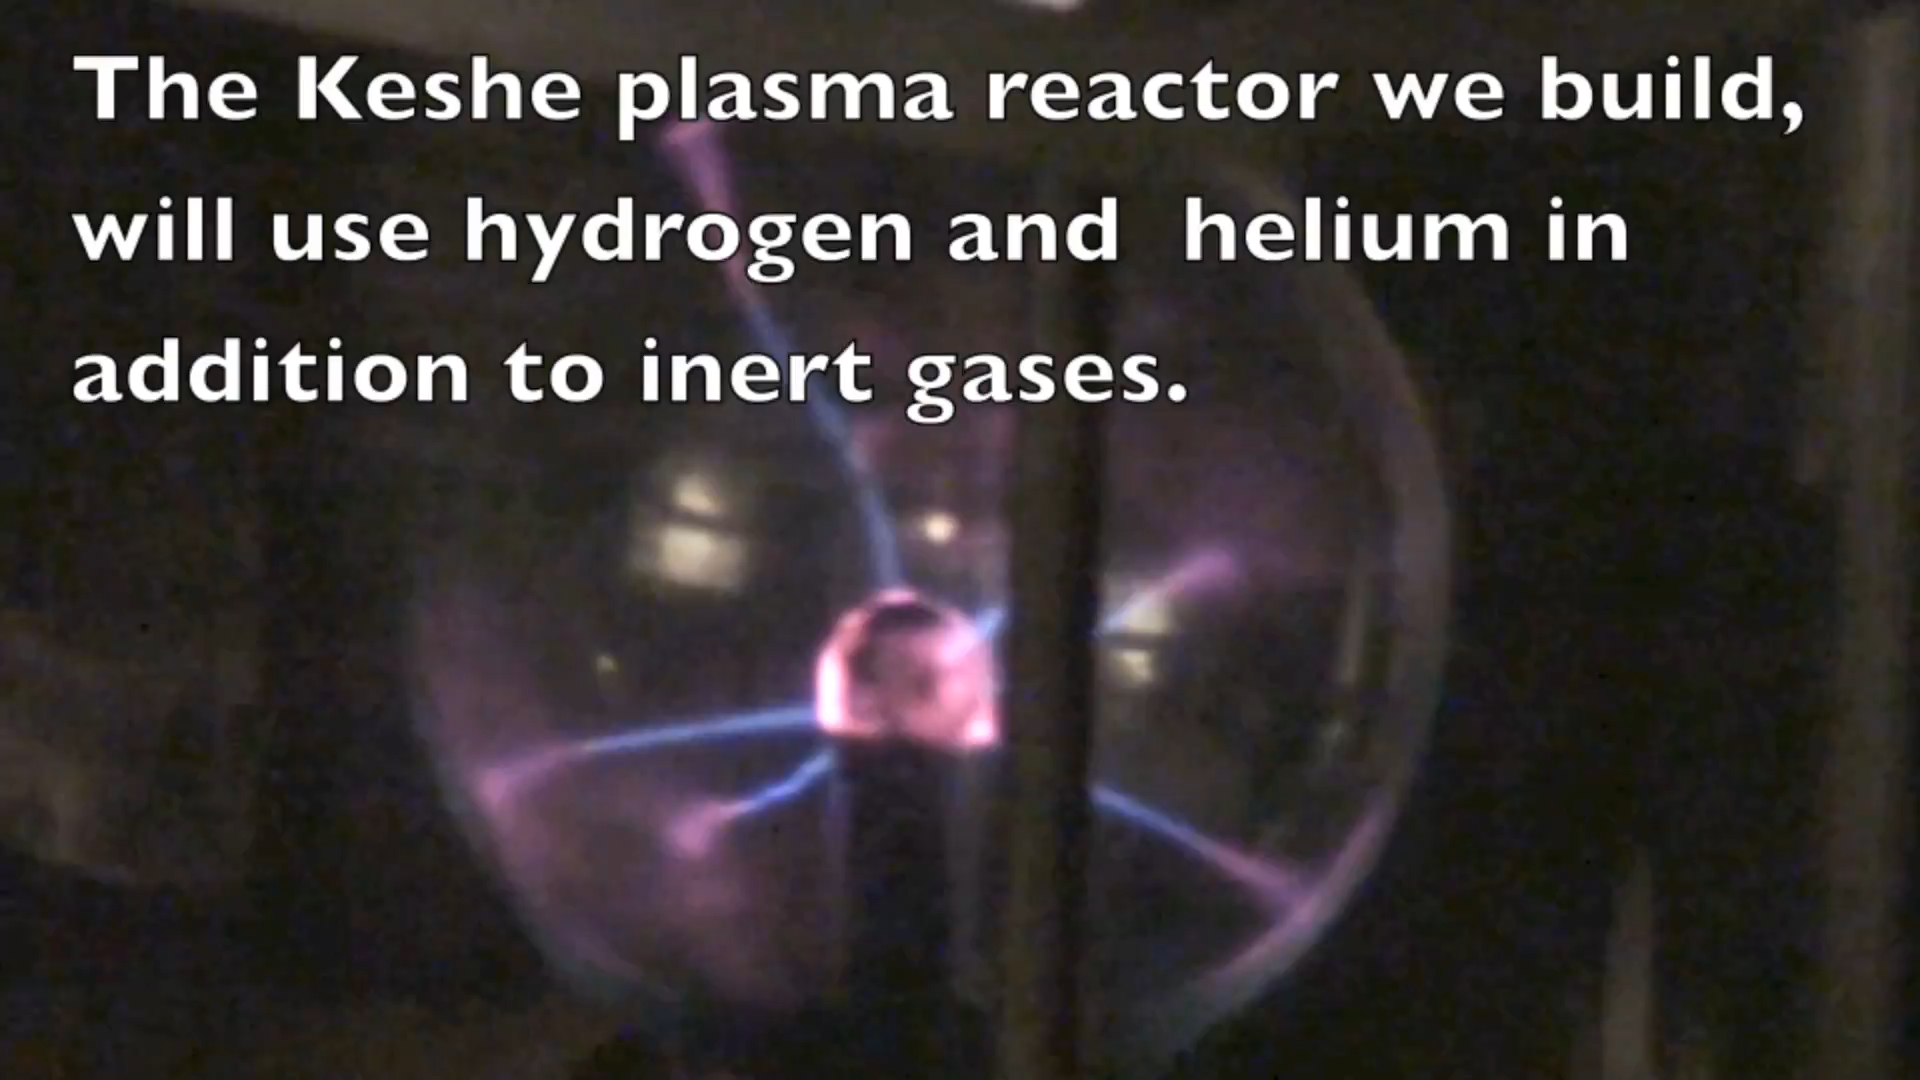 The Keshe plasma reactor we build,
will use hydrogen and  helium in
addition to inert gases.